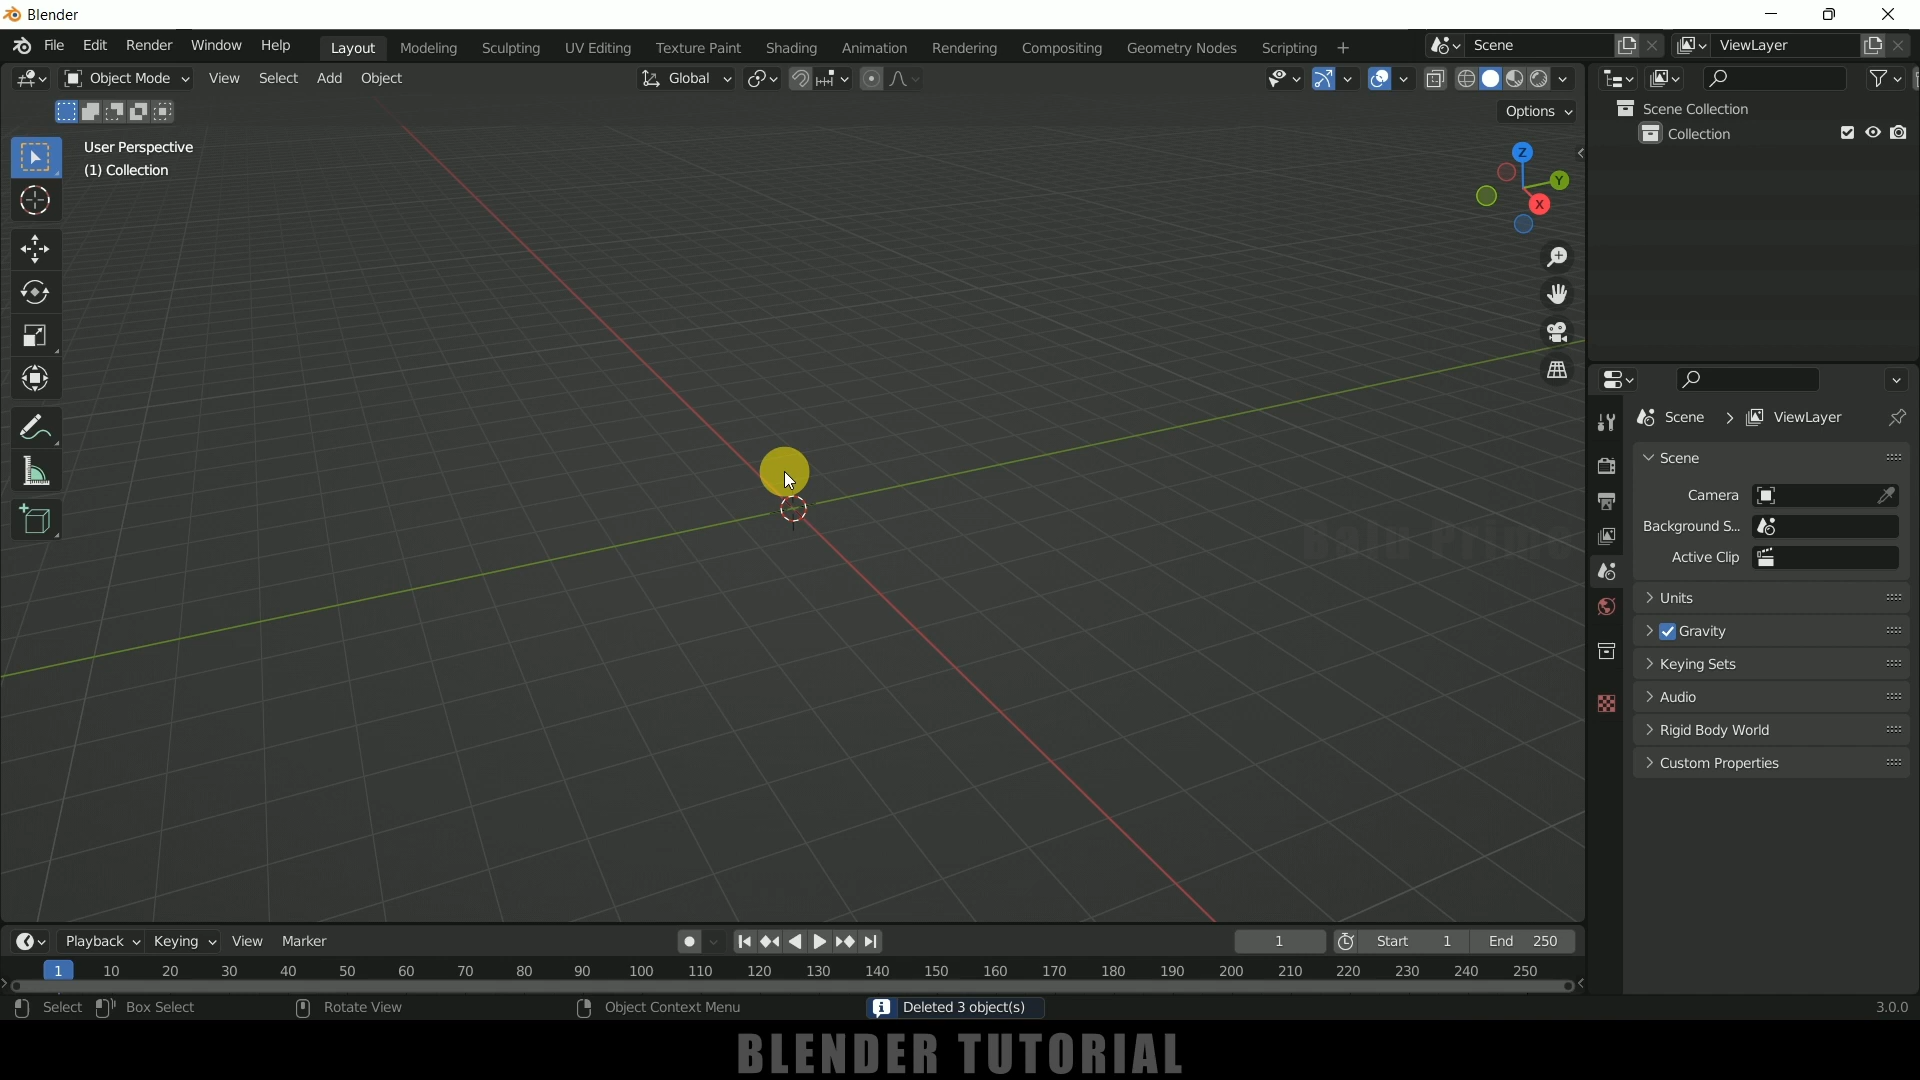 Blender
File Edit Render Window Help Layout Modeling Sculpting UV Editing Texture Paint Shading Animation Rendering Compositing Geometry Nodes Scripting + Scene ViewLayer
Object Mode View Select Add Object Global
Options
User Perspective
(1) Collection
Z
Y
X
Scene Collection
Collection
Scene > ViewLayer
Scene
Camera
Background S...
Active Clip
Units
Gravity
Keying Sets
Audio
Rigid Body World
Custom Properties
Playback Keying View Marker 1 Start 1 End 250
1 10 20 30 40 50 60 70 80 90 100 110 120 130 140 150 160 170 180 190 200 210 220 230 240 250
Select Box Select Rotate View Object Context Menu Deleted 3 object(s) 3.0.0
BLENDER TUTORIAL